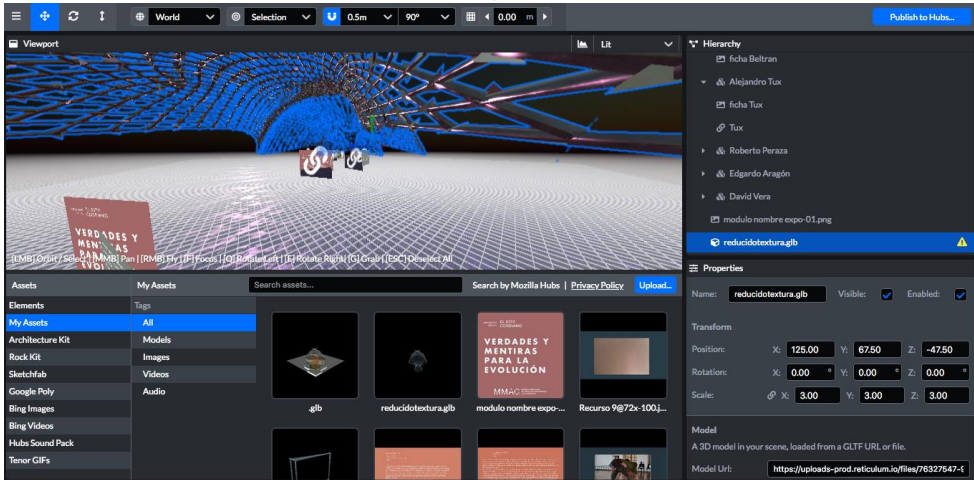 World
Selection
0.5m
90°
0.00 m
Publish to Hubs...
Viewport
Lit
VERDADES Y
MENTIRAS
PARA LA
EVOL
[LMB] Orbit / Select | [MMB] Pan | [RMB] Fly | [F] Focus | [Q] Rotate Left | [E] Rotate Right | [G] Grab | [ESC] Deselect All
Hierarchy
ficha Beltran
Alejandro Tux
ficha Tux
Tux
Roberto Peraza
Edgardo Aragón
David Vera
modulo nombre expo-01.png
reducidotextura.glb
Assets
Elements
My Assets
Architecture Kit
Rock Kit
Sketchfab
Google Poly
Bing Images
Bing Videos
Hubs Sound Pack
Tenor GIFs
My Assets
Search assets...
Search by Mozilla Hubs | Privacy Policy
Upload...
Tags
All
Models
Images
Videos
Audio
EL SITIO
COTIDIANO
VERDADES Y
MENTIRAS
PARA LA
EVOLUCIÓN
MMAC
.glb
reducidotextura.glb
modulo nombre expo-...
Recurso 9@72x-100.j...
Properties
Name: reducidotextura.glb Visible: Enabled:
Transform
Position: X: 125.00 Y: 67.50 Z: -47.50
Rotation: X: 0.00 ° Y: 0.00 ° Z: 0.00 °
Scale: X: 3.00 Y: 3.00 Z: 3.00
Model
A 3D model in your scene, loaded from a GLTF URL or file.
Model Url: https://uploads-prod.reticulum.io/files/76327547-9